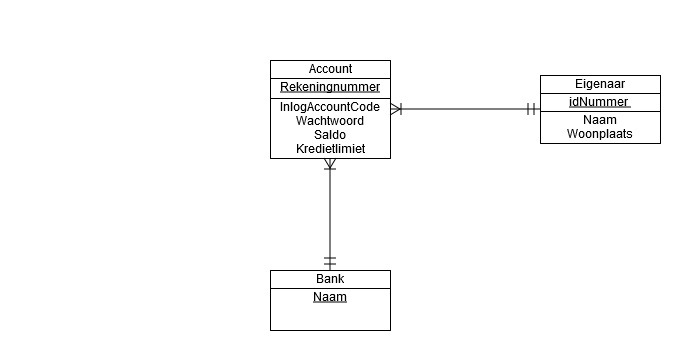 Account
Rekeningnummer
InlogAccountCode
Wachtwoord
Saldo
Kredietlimiet
Eigenaar
idNummer
Naam
Woonplaats
Bank
Naam